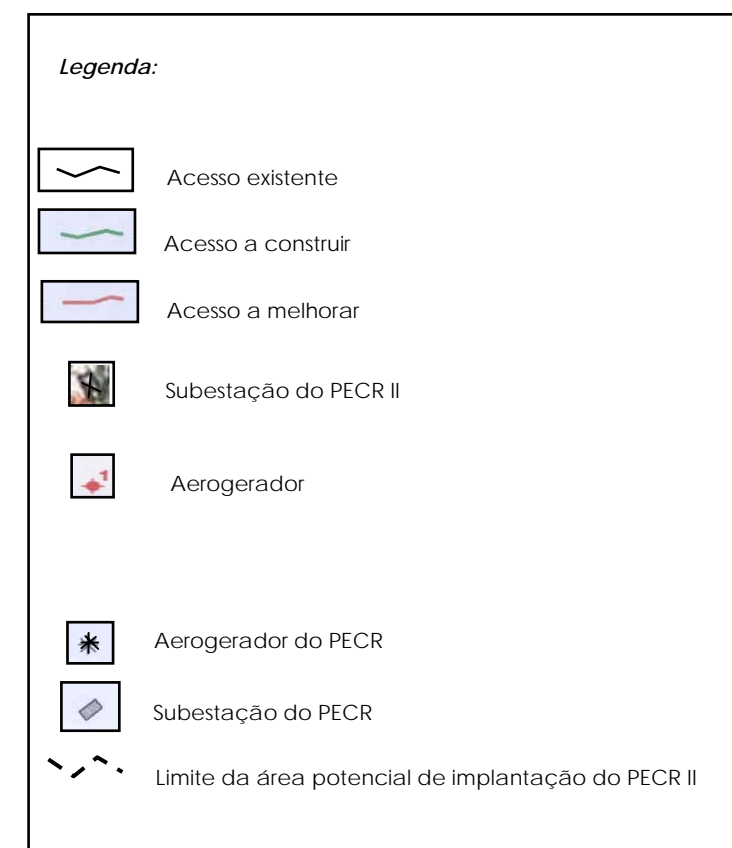 Legenda:
Acesso existente
Acesso a construir
Acesso a melhorar
Subestação do PECR II
1
Aerogerador
Aerogerador do PECR
Subestação do PECR
Limite da área potencial de implantação do PECR II